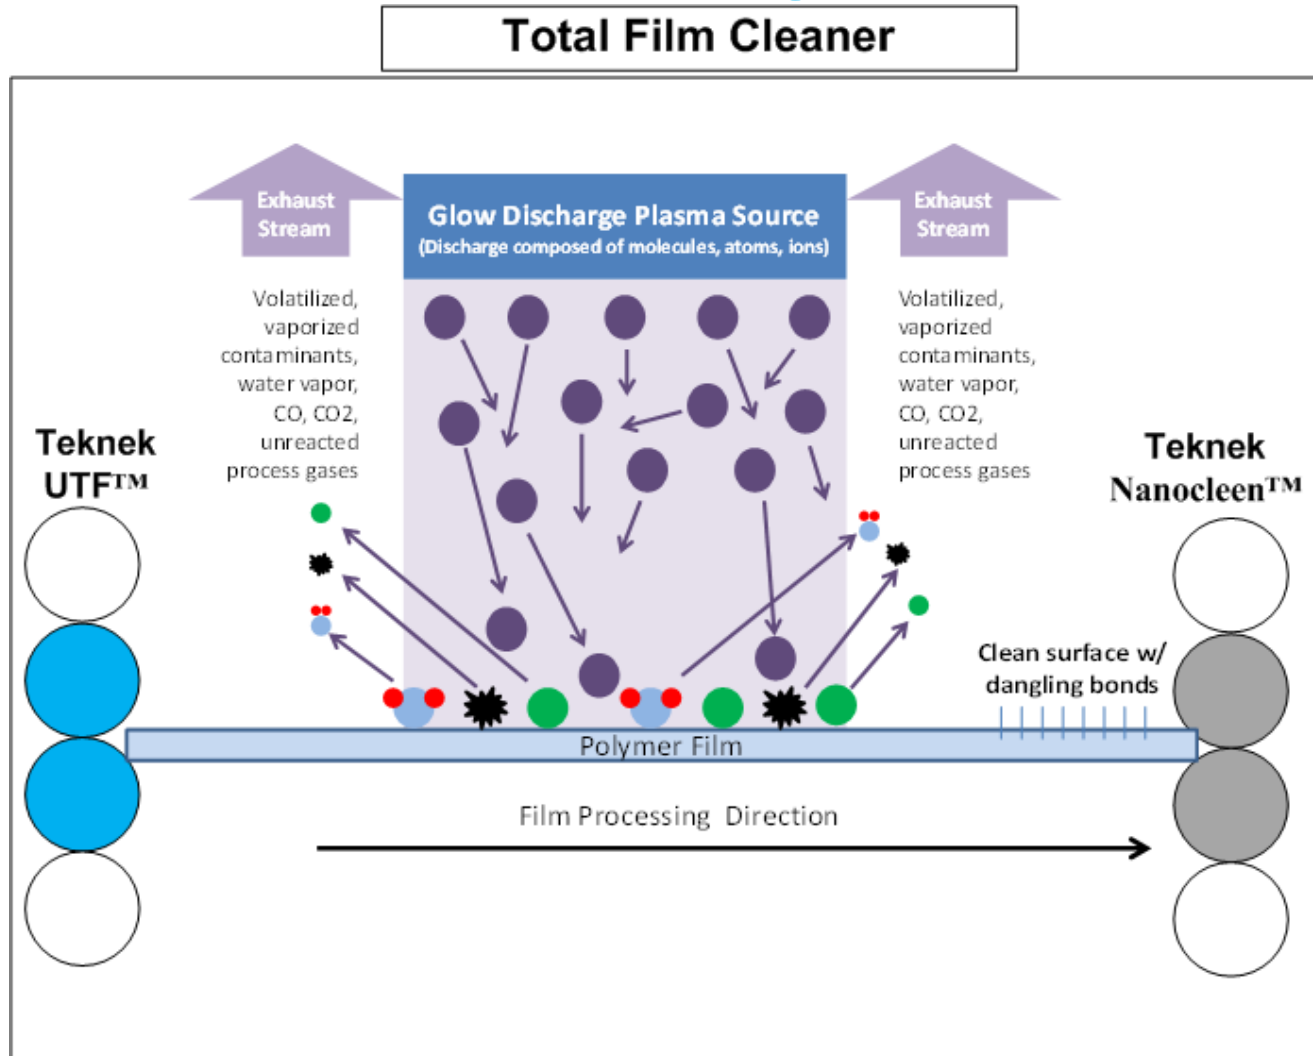 Total Film Cleaner
Exhaust
Stream
Glow Discharge Plasma Source
(Discharge composed of molecules, atoms, ions)
Exhaust
Stream
Volatilized,
vaporized
contaminants,
water vapor,
CO, CO2,
unreacted
process gases
Volatilized,
vaporized
contaminants,
water vapor,
CO, CO2,
unreacted
process gases
Teknek
UTF™
Teknek
Nanocleen™
Clean surface w/
dangling bonds
Polymer Film
Film Processing Direction